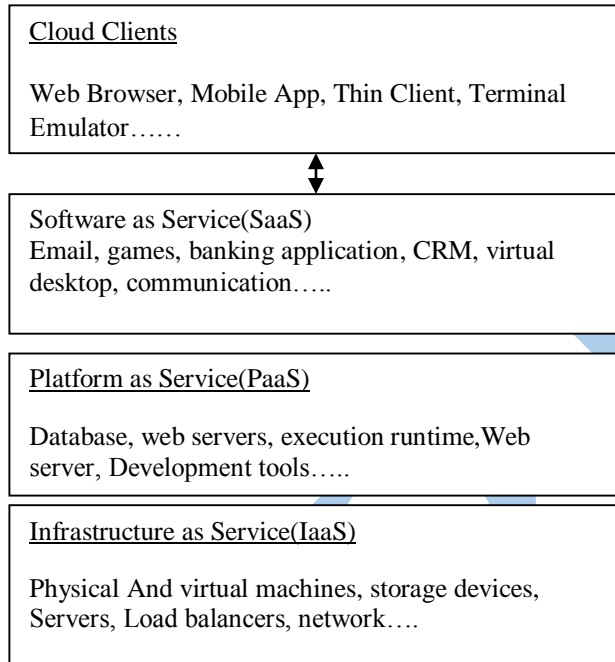 Cloud Clients
Web Browser, Mobile App, Thin Client, Terminal
Emulator……
Software as Service(SaaS)
Email, games, banking application, CRM, virtual
desktop, communication…..
Platform as Service(PaaS)
Database, web servers, execution runtime,Web
server, Development tools…..
Infrastructure as Service(IaaS)
Physical And virtual machines, storage devices,
Servers, Load balancers, network….